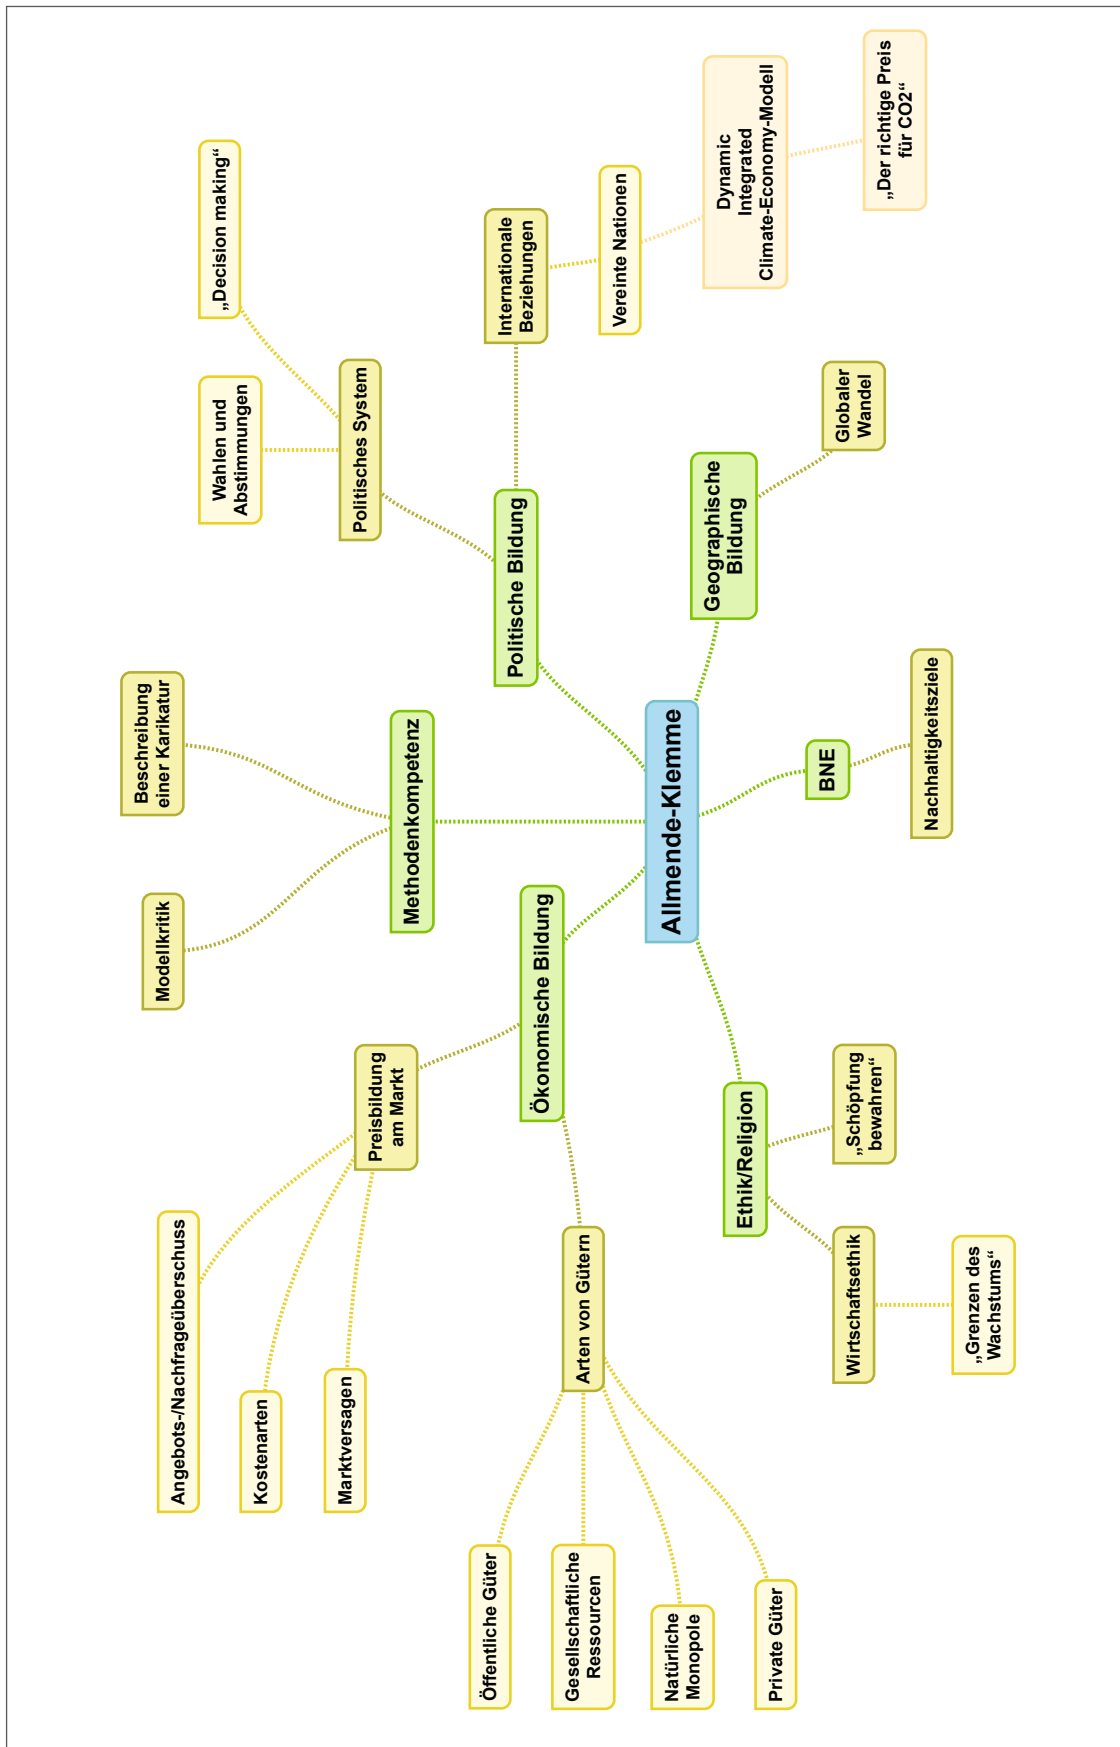 Angebots-/Nachfrageüberschuss
Kostenarten
Marktversagen
Preisbildung
am Markt
Modellkritik
Beschreibung
einer Karikatur
Methodenkompetenz
Wahlen und
Abstimmungen
„Decision making“
Politisches System
Politische Bildung
Internationale
Beziehungen
Vereinte Nationen
Dynamic
Integrated
Climate-Economy-Modell
„Der richtige Preis
für CO2“
Öffentliche Güter
Gesellschaftliche
Ressourcen
Natürliche
Monopole
Private Güter
Arten von Gütern
Ökonomische Bildung
Allmende-Klemme
Geographische
Bildung
Globaler
Wandel
Ethik/Religion
Wirtschaftsethik
„Schöpfung
bewahren“
„Grenzen des
Wachstums“
BNE
Nachhaltigkeitsziele